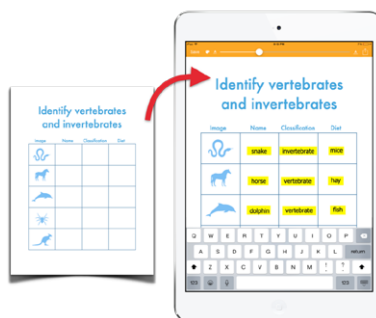 Identify vertebrates
and invertebrates
Image Name Classification Diet
Identify vertebrates
and invertebrates
Image Name Classification Diet
snake invertebrate mice
horse vertebrate hay
dolphin vertebrate fish
Q W E R T Y U I O P
A S D F G H J K L return
Z X C V B N M ! ?